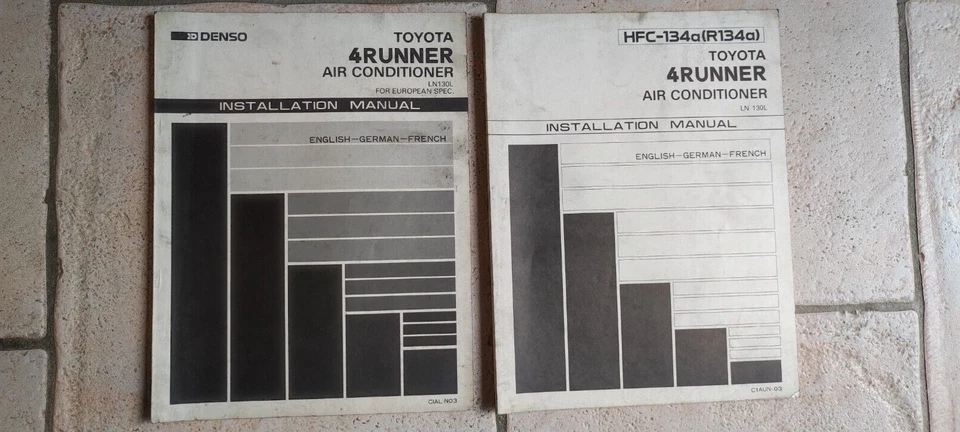 DENSO
TOYOTA
4RUNNER
AIR CONDITIONER
LN130L
FOR EUROPEAN SPEC.
INSTALLATION MANUAL
ENGLISH-GERMAN-FRENCH
C1AL N03
HFC-134a(R134a)
TOYOTA
4RUNNER
AIR CONDITIONER
LN 130L
INSTALLATION MANUAL
ENGLISH-GERMAN-FRENCH
C1AUN-03